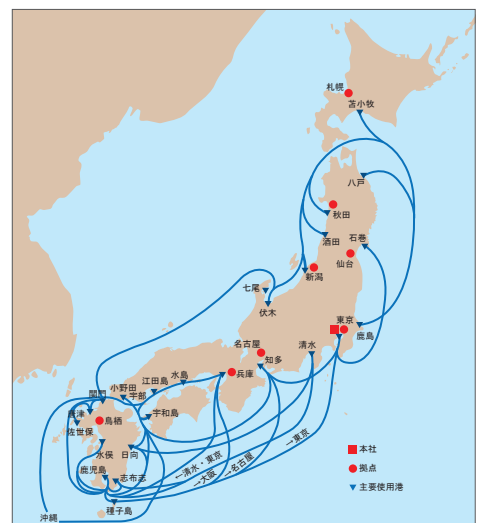 札幌
苫小牧
八戸
秋田
酒田
石巻
仙台
新潟
七尾
伏木
東京
鹿島
名古屋
清水
知多
水島
兵庫
江田島
小野田
宇部
関門
唐津
宇和島
鳥栖
佐世保
水俣
日向
鹿児島
志布志
種子島
沖縄
←清水・東京
→大阪
→名古屋
→東京
本社
拠点
主要使用港